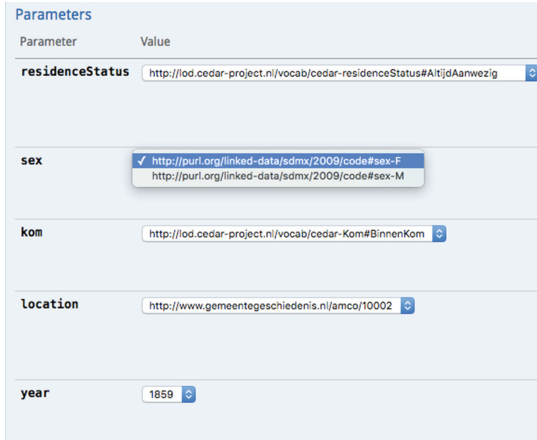 Parameters
Parameter Value
residenceStatus http://lod.cedar-project.nl/vocab/cedar-residenceStatus#AltijdAanwezig
sex ✓ http://purl.org/linked-data/sdmx/2009/code#sex-F
http://purl.org/linked-data/sdmx/2009/code#sex-M
kom http://lod.cedar-project.nl/vocab/cedar-Kom#BinnenKom
location http://www.gemeentegeschiedenis.nl/amco/10002
year 1859